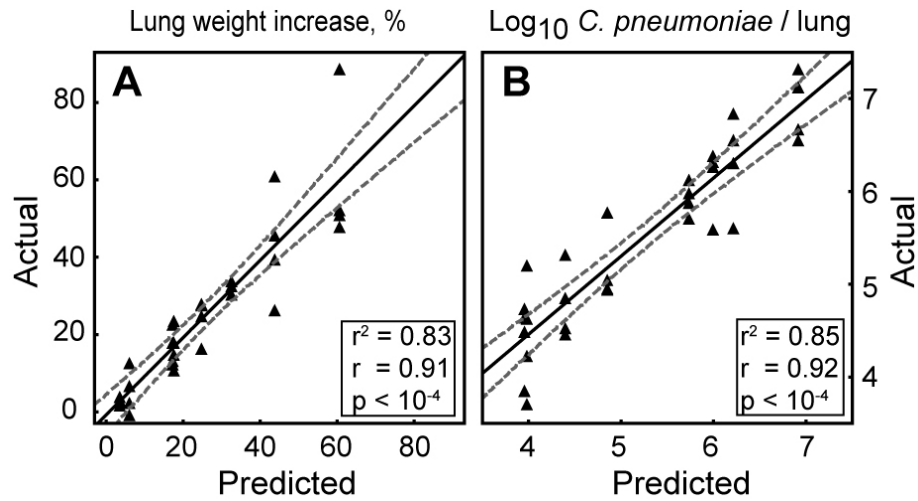 Lung weight increase, %
Log10 C. pneumoniae / lung
A
B
Actual
80
60
40
20
0
r² = 0.83
r = 0.91
p < 10⁻⁴
0 20 40 60 80
Predicted
r² = 0.85
r = 0.92
p < 10⁻⁴
4 5 6 7
Predicted
7
6
5
4
Actual